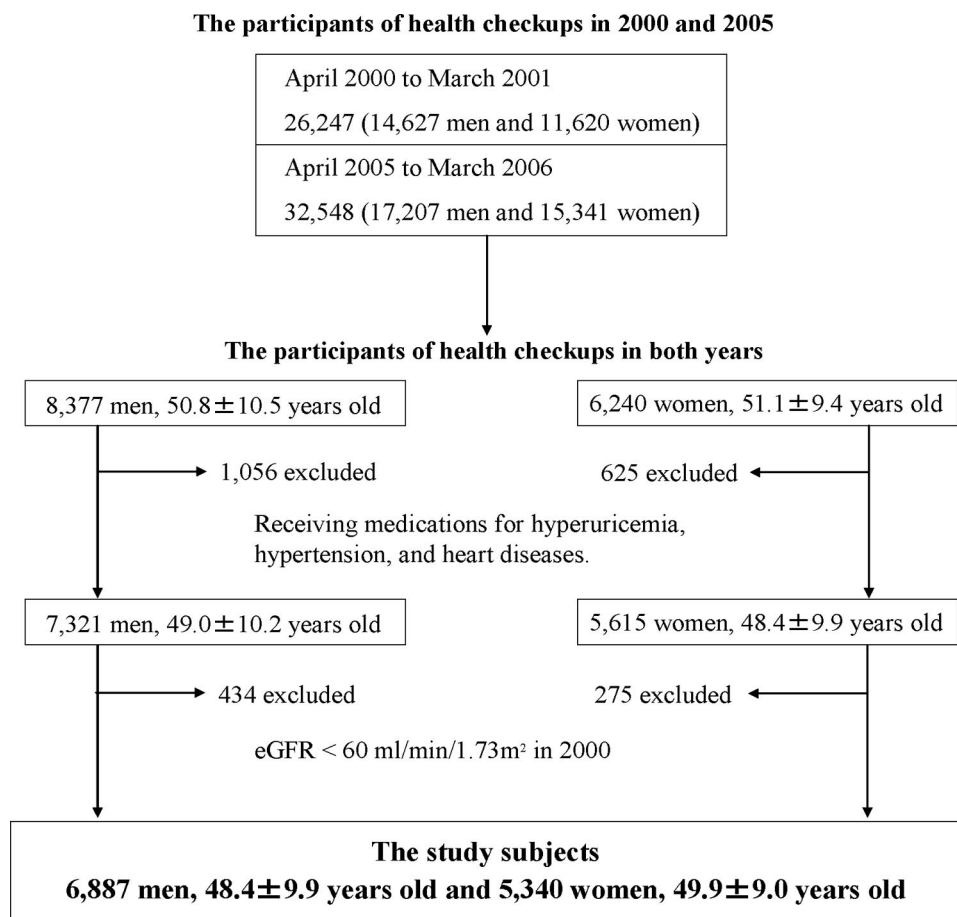 The participants of health checkups in 2000 and 2005
April 2000 to March 2001
26,247 (14,627 men and 11,620 women)
April 2005 to March 2006
32,548 (17,207 men and 15,341 women)
The participants of health checkups in both years
8,377 men, 50.8±10.5 years old
6,240 women, 51.1±9.4 years old
1,056 excluded
625 excluded
Receiving medications for hyperuricemia,
hypertension, and heart diseases.
7,321 men, 49.0±10.2 years old
5,615 women, 48.4±9.9 years old
434 excluded
275 excluded
eGFR < 60 ml/min/1.73m² in 2000
The study subjects
6,887 men, 48.4±9.9 years old and 5,340 women, 49.9±9.0 years old